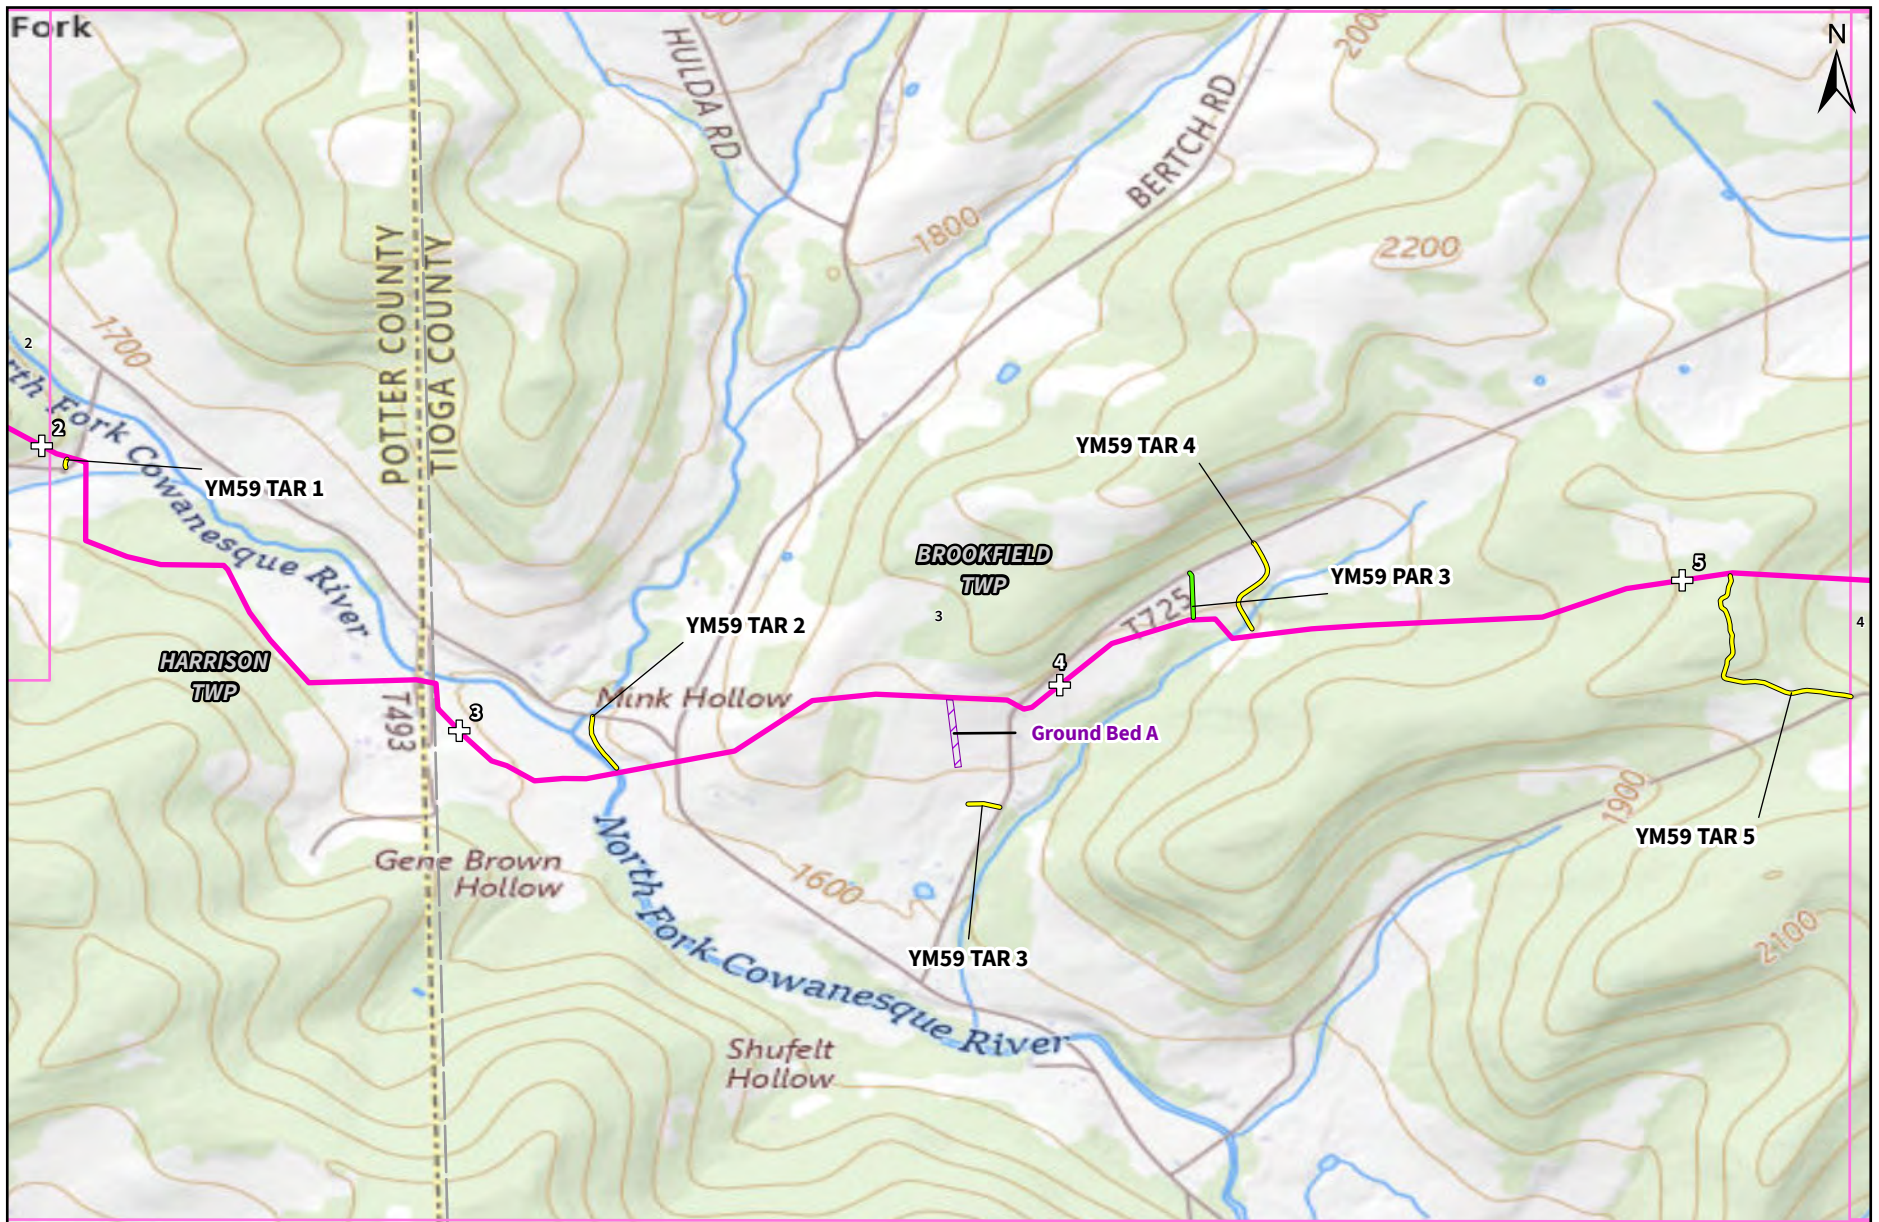 Fork
N
HULDA RD
BERTCH RD
2000
1800
2200
POTTER COUNTY
TIOGA COUNTY
1700
2
rth Fork Cowanesque River
2
YM59 TAR 1
YM59 TAR 4
BROOKFIELD
TWP
YM59 PAR 3
5
3
T725
4
YM59 TAR 2
HARRISON
TWP
4
Mink Hollow
T493
3
Ground Bed A
1900
YM59 TAR 5
Gene Brown
Hollow
1600
North Fork Cowanesque River
YM59 TAR 3
2100
Shufelt
Hollow